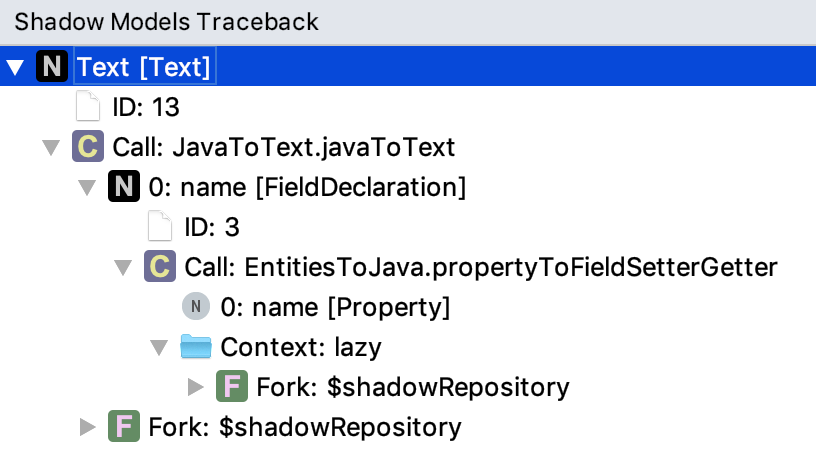 Shadow Models Traceback
N Text [Text]
ID: 13
C Call: JavaToText.javaToText
N 0: name [FieldDeclaration]
ID: 3
C Call: EntitiesToJava.propertyToFieldSetterGetter
N 0: name [Property]
Context: lazy
F Fork: $shadowRepository
F Fork: $shadowRepository